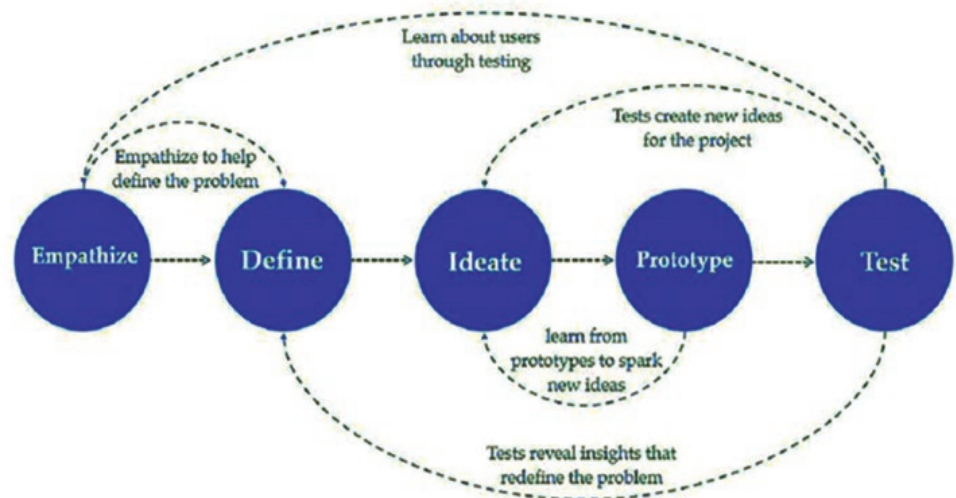 Learn about users
through testing
Tests create new ideas
for the project
Empathize to help
define the problem
Empathize
Define
Ideate
Prototype
Test
learn from
prototypes to spark
new ideas
Tests reveal insights that
redefine the problem